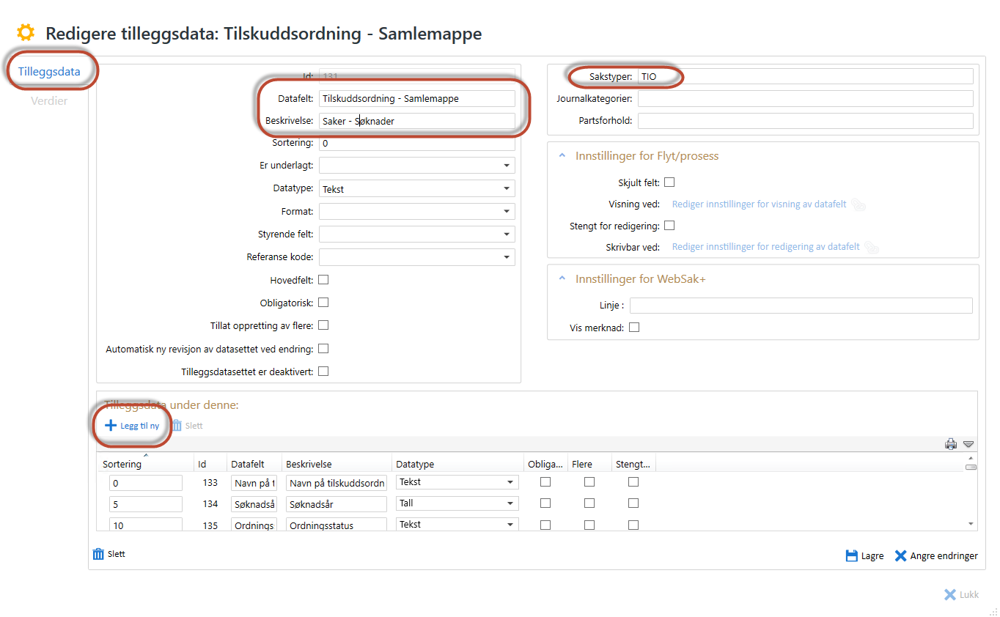 Redigere tilleggsdata: Tilskuddsordning - Samlemappe
Tilleggsdata
Verdier
Id: 131
Datafelt: Tilskuddsordning - Samlemappe
Beskrivelse: Saker - Søknader
Sortering: 0
Er underlagt:
Datatype: Tekst
Format:
Styrende felt:
Referanse kode:
Hovedfelt:
Obligatorisk:
Tillat oppretting av flere:
Automatisk ny revisjon av datasettet ved endring:
Tilleggsdatasettet er deaktivert:
Sakstyper: TIO
Journalkategorier:
Partsforhold:
Innstillinger for Flyt/prosess
Skjult felt:
Visning ved: Rediger innstillinger for visning av datafelt
Stengt for redigering:
Skrivbar ved: Rediger innstillinger for redigering av datafelt
Innstillinger for WebSak+
Linje :
Vis merknad:
Tilleggsdata under denne:
Legg til ny Slett
Sortering Id Datafelt Beskrivelse Datatype Obliga... Flere Stengt...
0 133 Navn på t Navn på tilskuddsordn Tekst
5 134 Søknadså Søknadsår Tall
10 135 Ordnings Ordningsstatus Tekst
Slett Lagre Angre endringer
Lukk